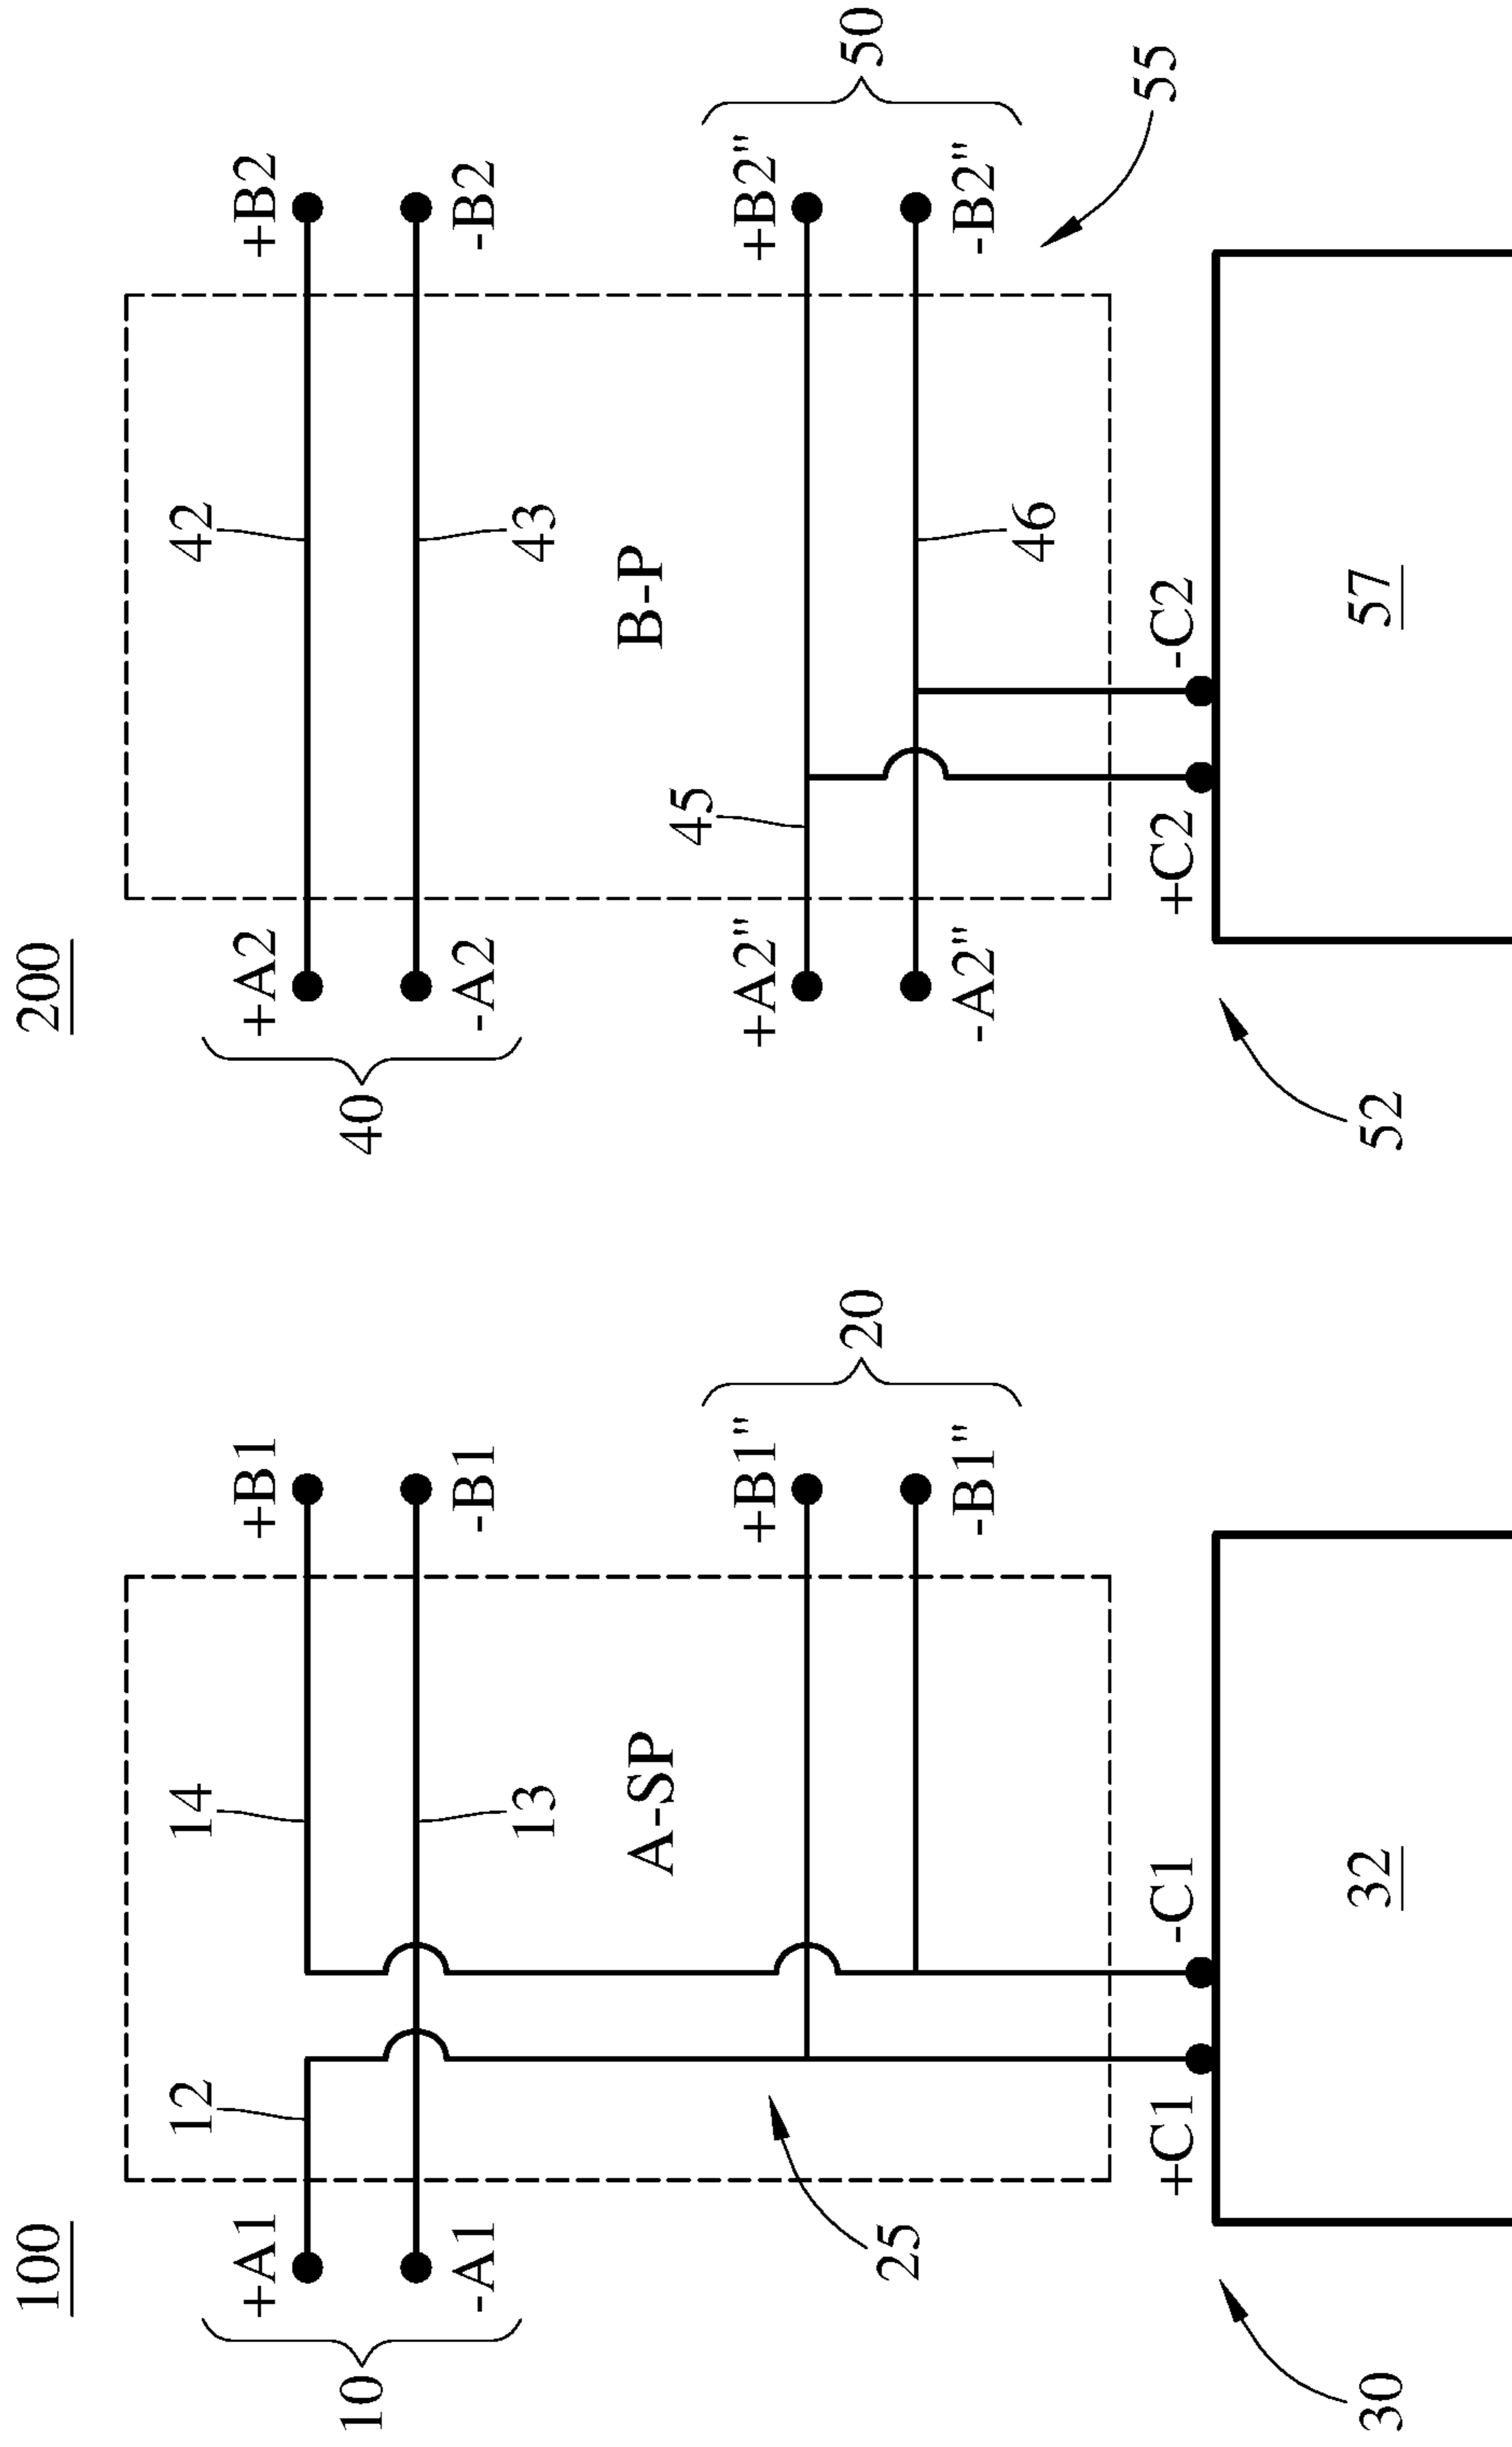 100
200
+A1
12
14
+B1
+A2
42
+B2
10
40
-A1
13
-B1
-A2
43
-B2
A-SP
B-P
+B1"
20
+A2"
45
+B2"
50
25
-B1"
-A2"
46
-B2"
55
+C1
-C1
+C2
-C2
30
32
52
57